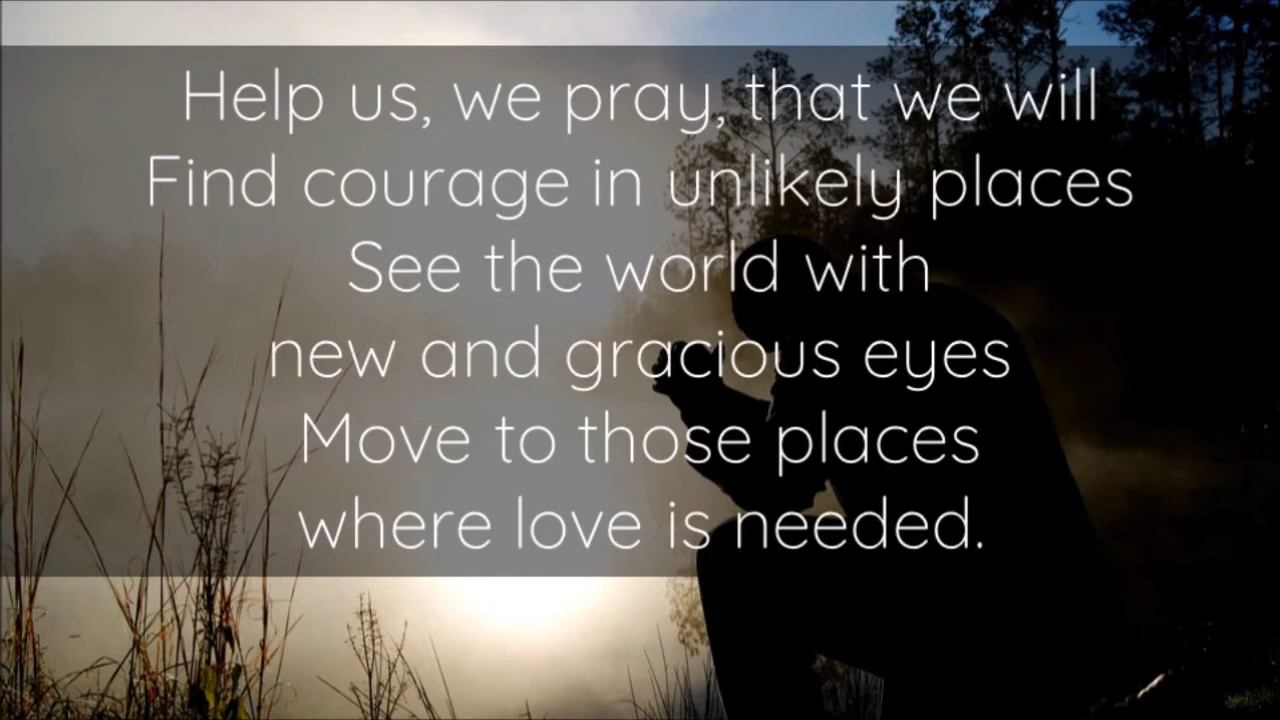 Help us, we pray, that we will
Find courage in unlikely places
See the world with
new and gracious eyes
Move to those places
where love is needed.